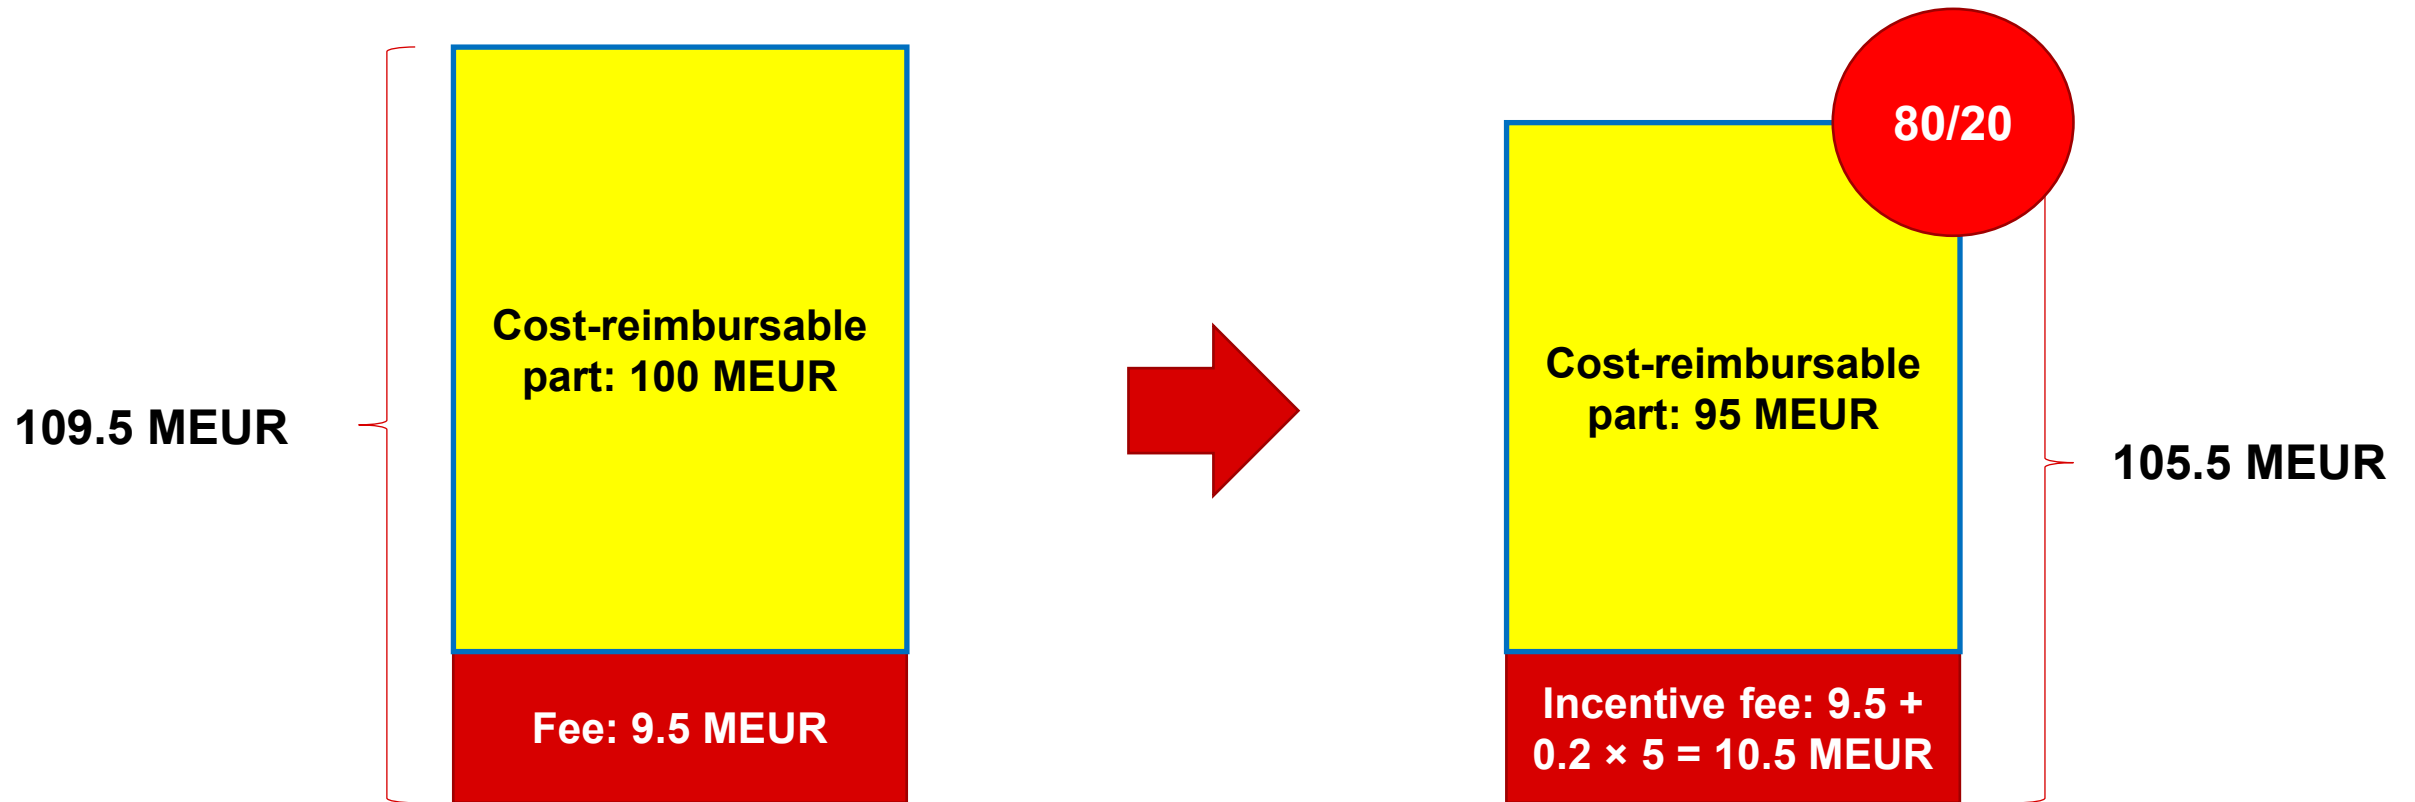 109.5 MEUR
Cost-reimbursable
part: 100 MEUR
Fee: 9.5 MEUR
80/20
Cost-reimbursable
part: 95 MEUR
Incentive fee: 9.5 +
0.2 × 5 = 10.5 MEUR
105.5 MEUR